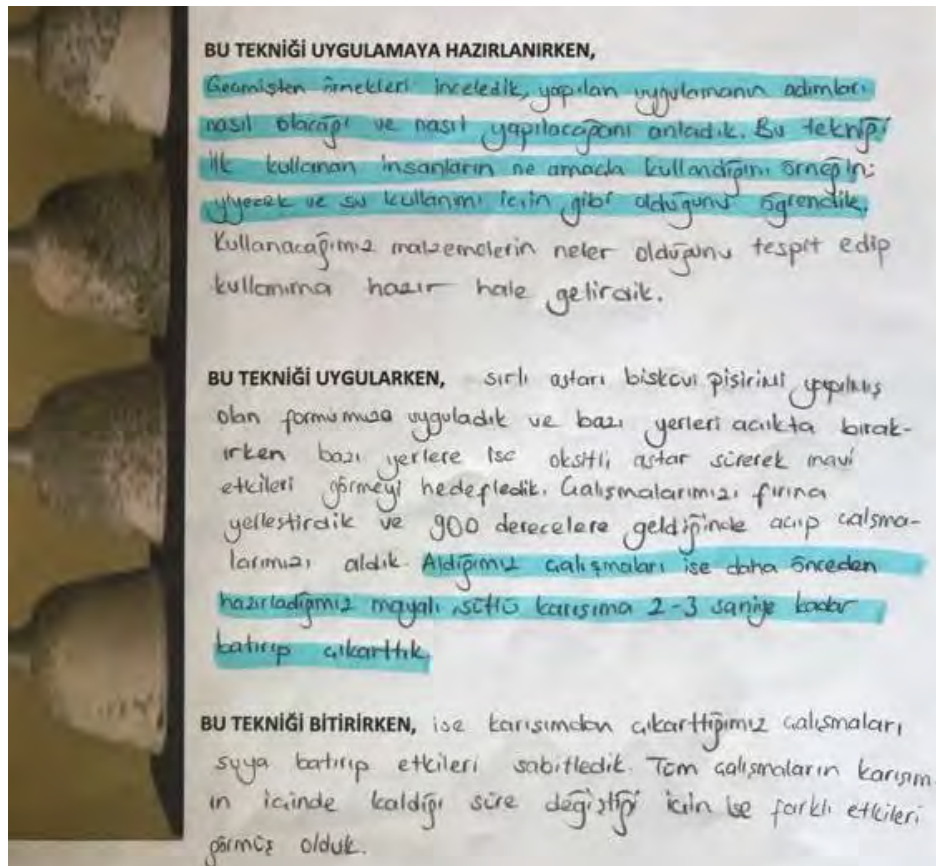 BU TEKNİĞİ UYGULAMAYA HAZIRLANIRKEN,
Geçmişten örnekleri inceledik, yapılan uygulamanın adımları
nasıl olacağı ve nasıl yapılacağını anladık. Bu tekniği
ilk kullanan insanların ne amaçla kullandığını örneğin:
yiyecek ve su kullanımı için gibi olduğunu öğrendik.
Kullanacağımız malzemelerin neler olduğunu tespit edip
kullanıma hazır hale getirdik.
BU TEKNİĞİ UYGULARKEN, sırlı astarı bisküvi pişirimi yapılmış
olan formumuza uyguladık ve bazı yerleri açıkta bırak-
ırken bazı yerlere ise oksitli astar sürerek mavi
etkileri görmeyi hedefledik. Çalışmalarımızı fırına
yelleştirdik ve 900 derecelere geldiğinde açıp çalşma-
larımızı aldık. Aldığımız çalışmaları ise daha önceden
hazırladığmız mayalı sütlü karışıma 2-3 saniye kadar
batırıp çıkarttık.
BU TEKNİĞİ BİTİRİRKEN, ise karışımdan çıkarttığımız çalışmaları
suya batırıp etkileri sabitledik. Tüm çalışmaların karışım
ın içinde kaldığı süre değiştiği için ise farklı etkileri
görmüş olduk.